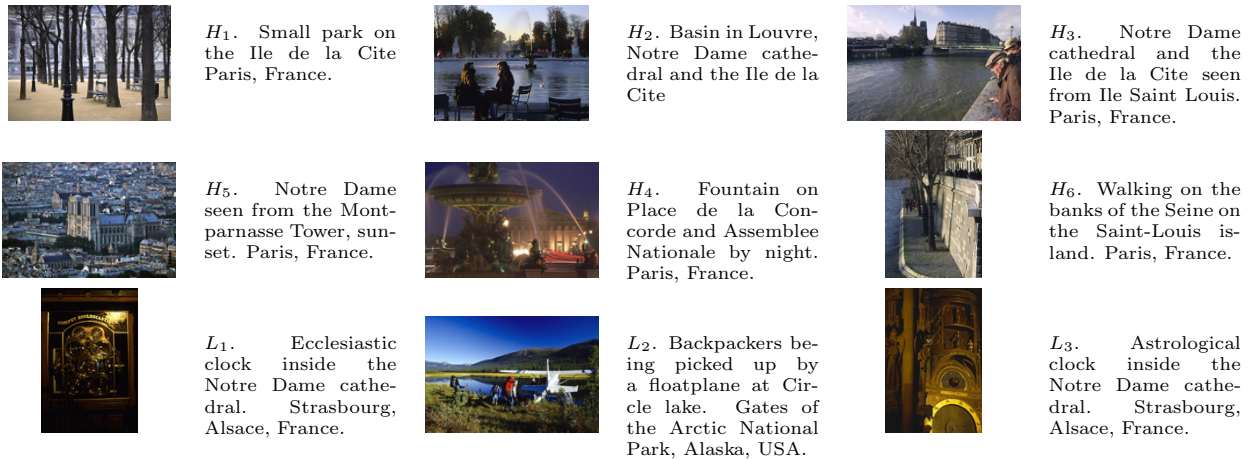 H₁. Small park on
the Ile de la Cite
Paris, France.
H₂. Basin in Louvre,
Notre Dame cathe-
dral and the Ile de la
Cite
H₃. Notre Dame
cathedral and the
Ile de la Cite seen
from Ile Saint Louis.
Paris, France.
H₅. Notre Dame
seen from the Mont-
parnasse Tower, sun-
set. Paris, France.
H₄. Fountain on
Place de la Con-
corde and Assemblee
Nationale by night.
Paris, France.
H₆. Walking on the
banks of the Seine on
the Saint-Louis is-
land. Paris, France.
L₁. Ecclesiastic
clock inside the
Notre Dame cathe-
dral. Strasbourg,
Alsace, France.
L₂. Backpackers be-
ing picked up by
a floatplane at Cir-
cle lake. Gates of
the Arctic National
Park, Alaska, USA.
L₃. Astrological
clock inside the
Notre Dame cathe-
dral. Strasbourg,
Alsace, France.